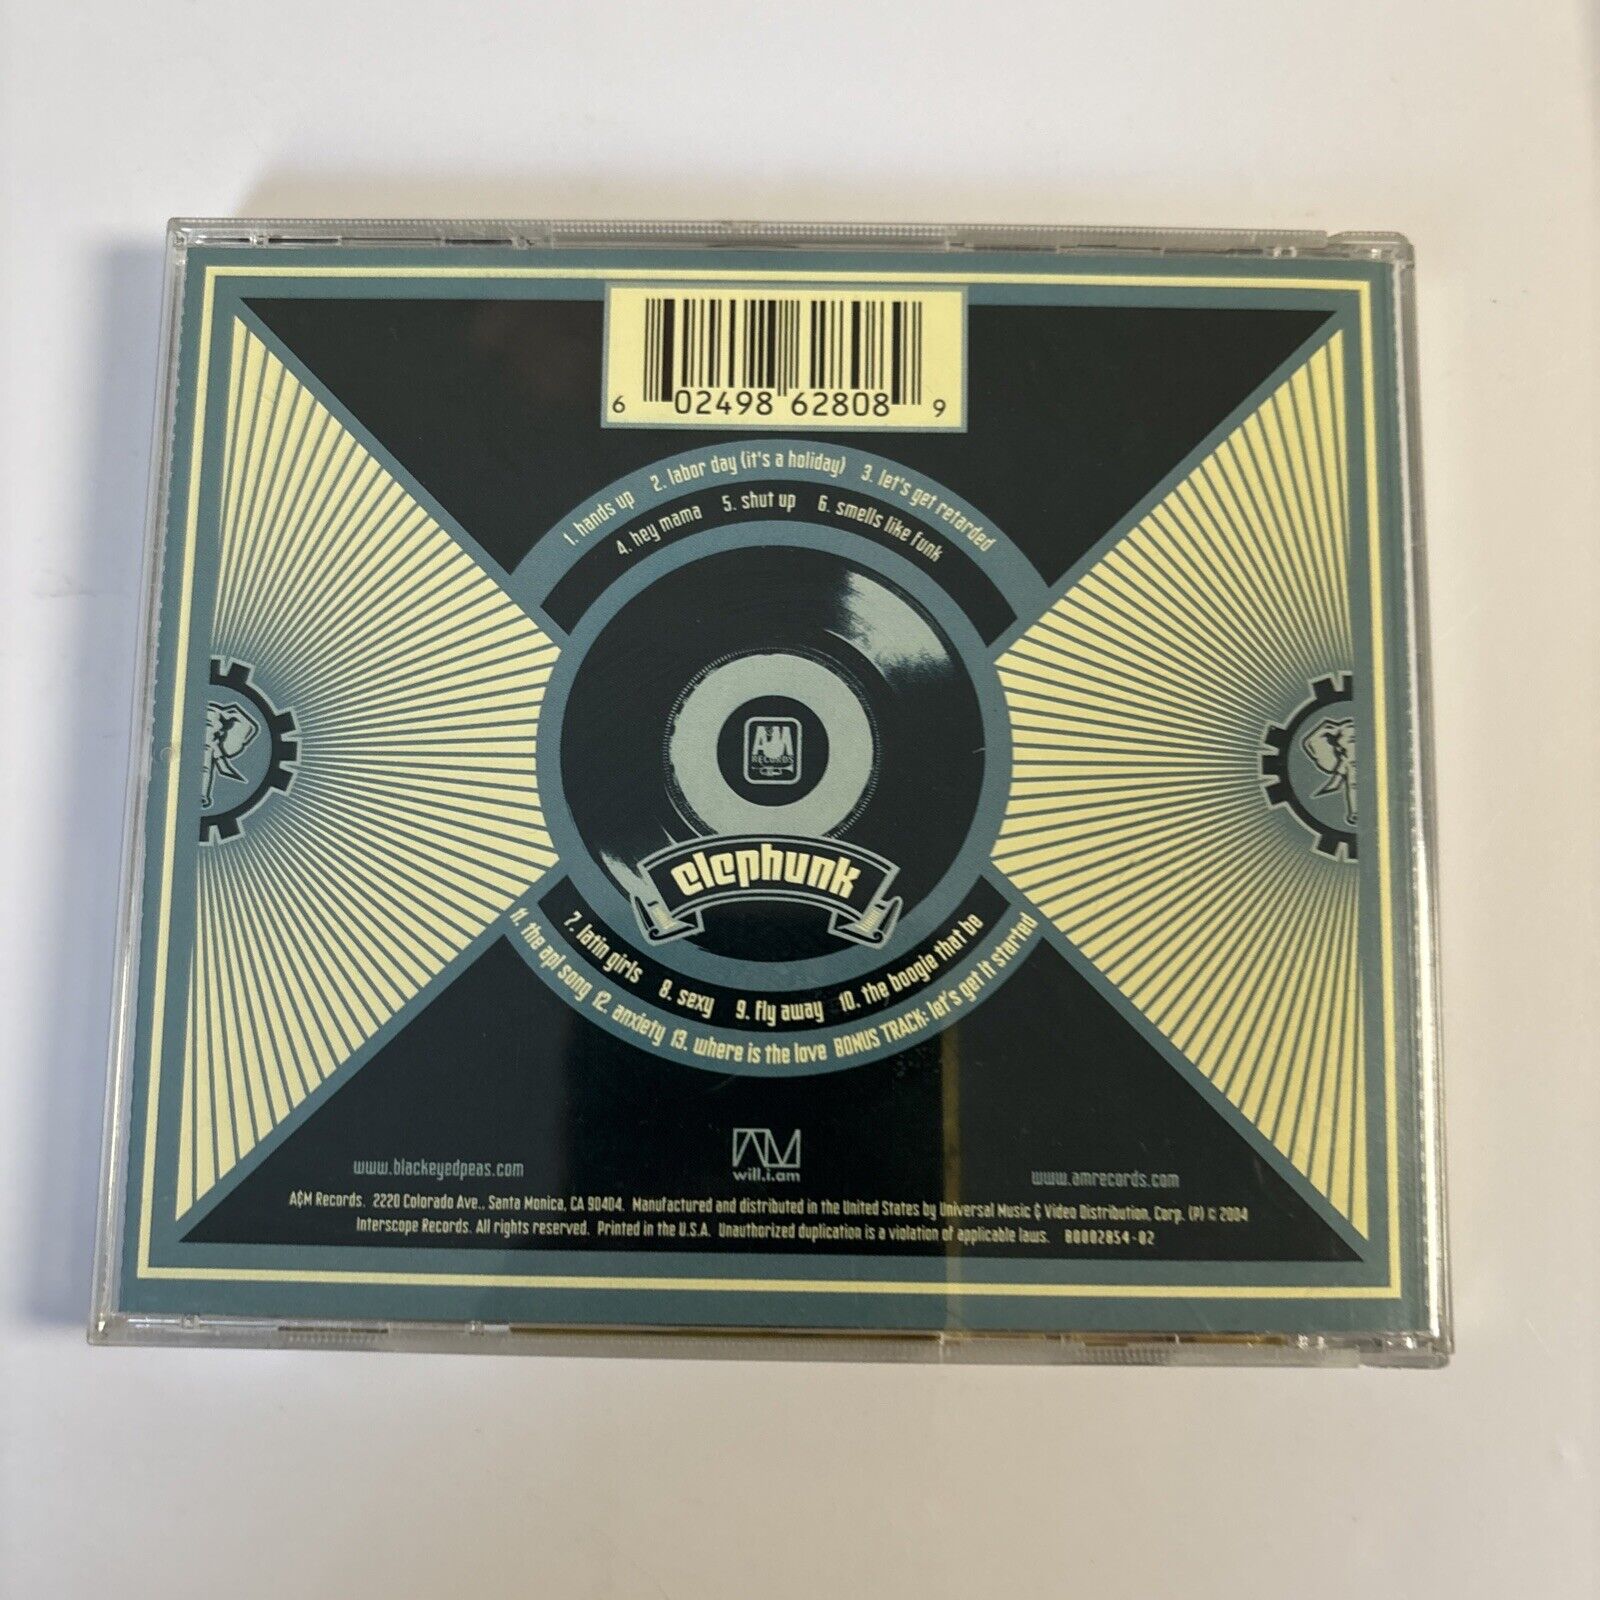 6 02498 62808 9
1. hands up 2. labor day (it's a holiday) 3. let's get retarded
4. hey mama 5. shut up 6. smells like funk
A&M
RECORDS
elephunk
7. latin girls 8. sexy 9. fly away 10. the boogie that be
11. the apl song 12. anxiety 13. where is the love BONUS TRACK: let's get it started
www.blackeyedpeas.com
will.i.am
www.amrecords.com
A&M Records. 2220 Colorado Ave., Santa Monica, CA 90404. Manufactured and distributed in the United States by Universal Music & Video Distribution, Corp. (P) © 2004
Interscope Records. All rights reserved. Printed in the U.S.A. Unauthorized duplication is a violation of applicable laws. B0002854-02